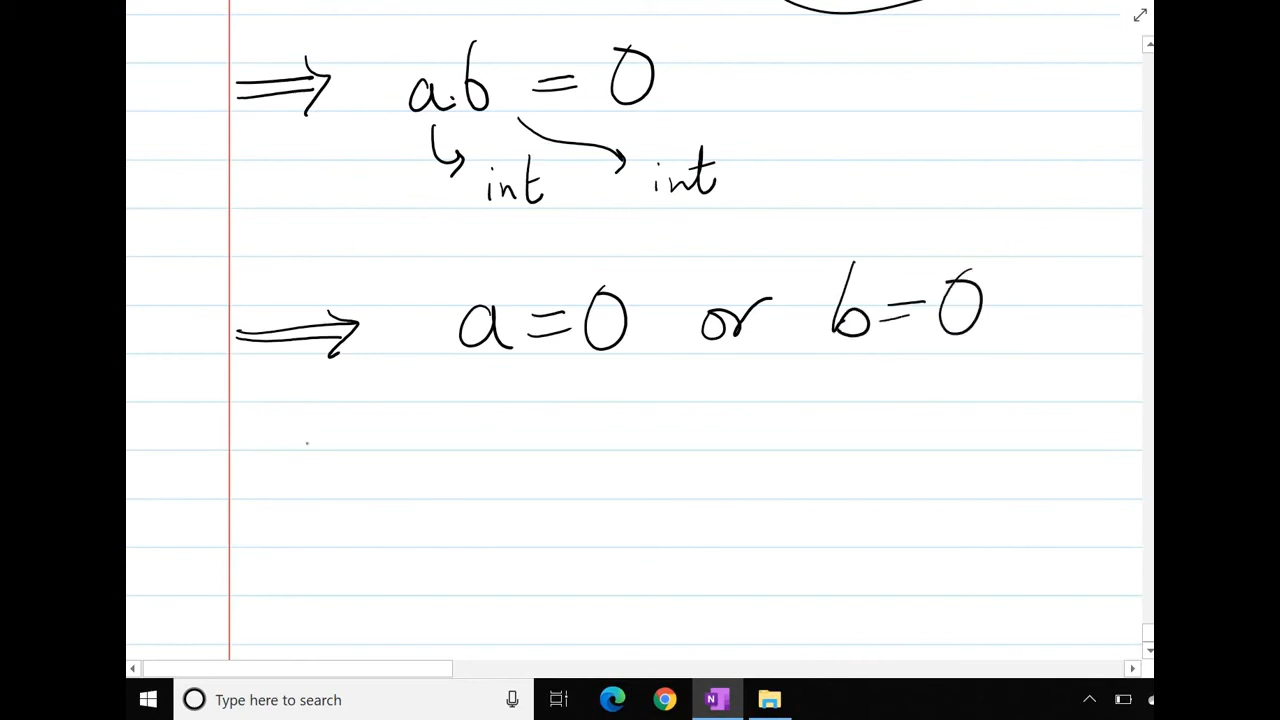 ⟹ a.b = 0
int int
⟹ a = 0 or b = 0
Type here to search